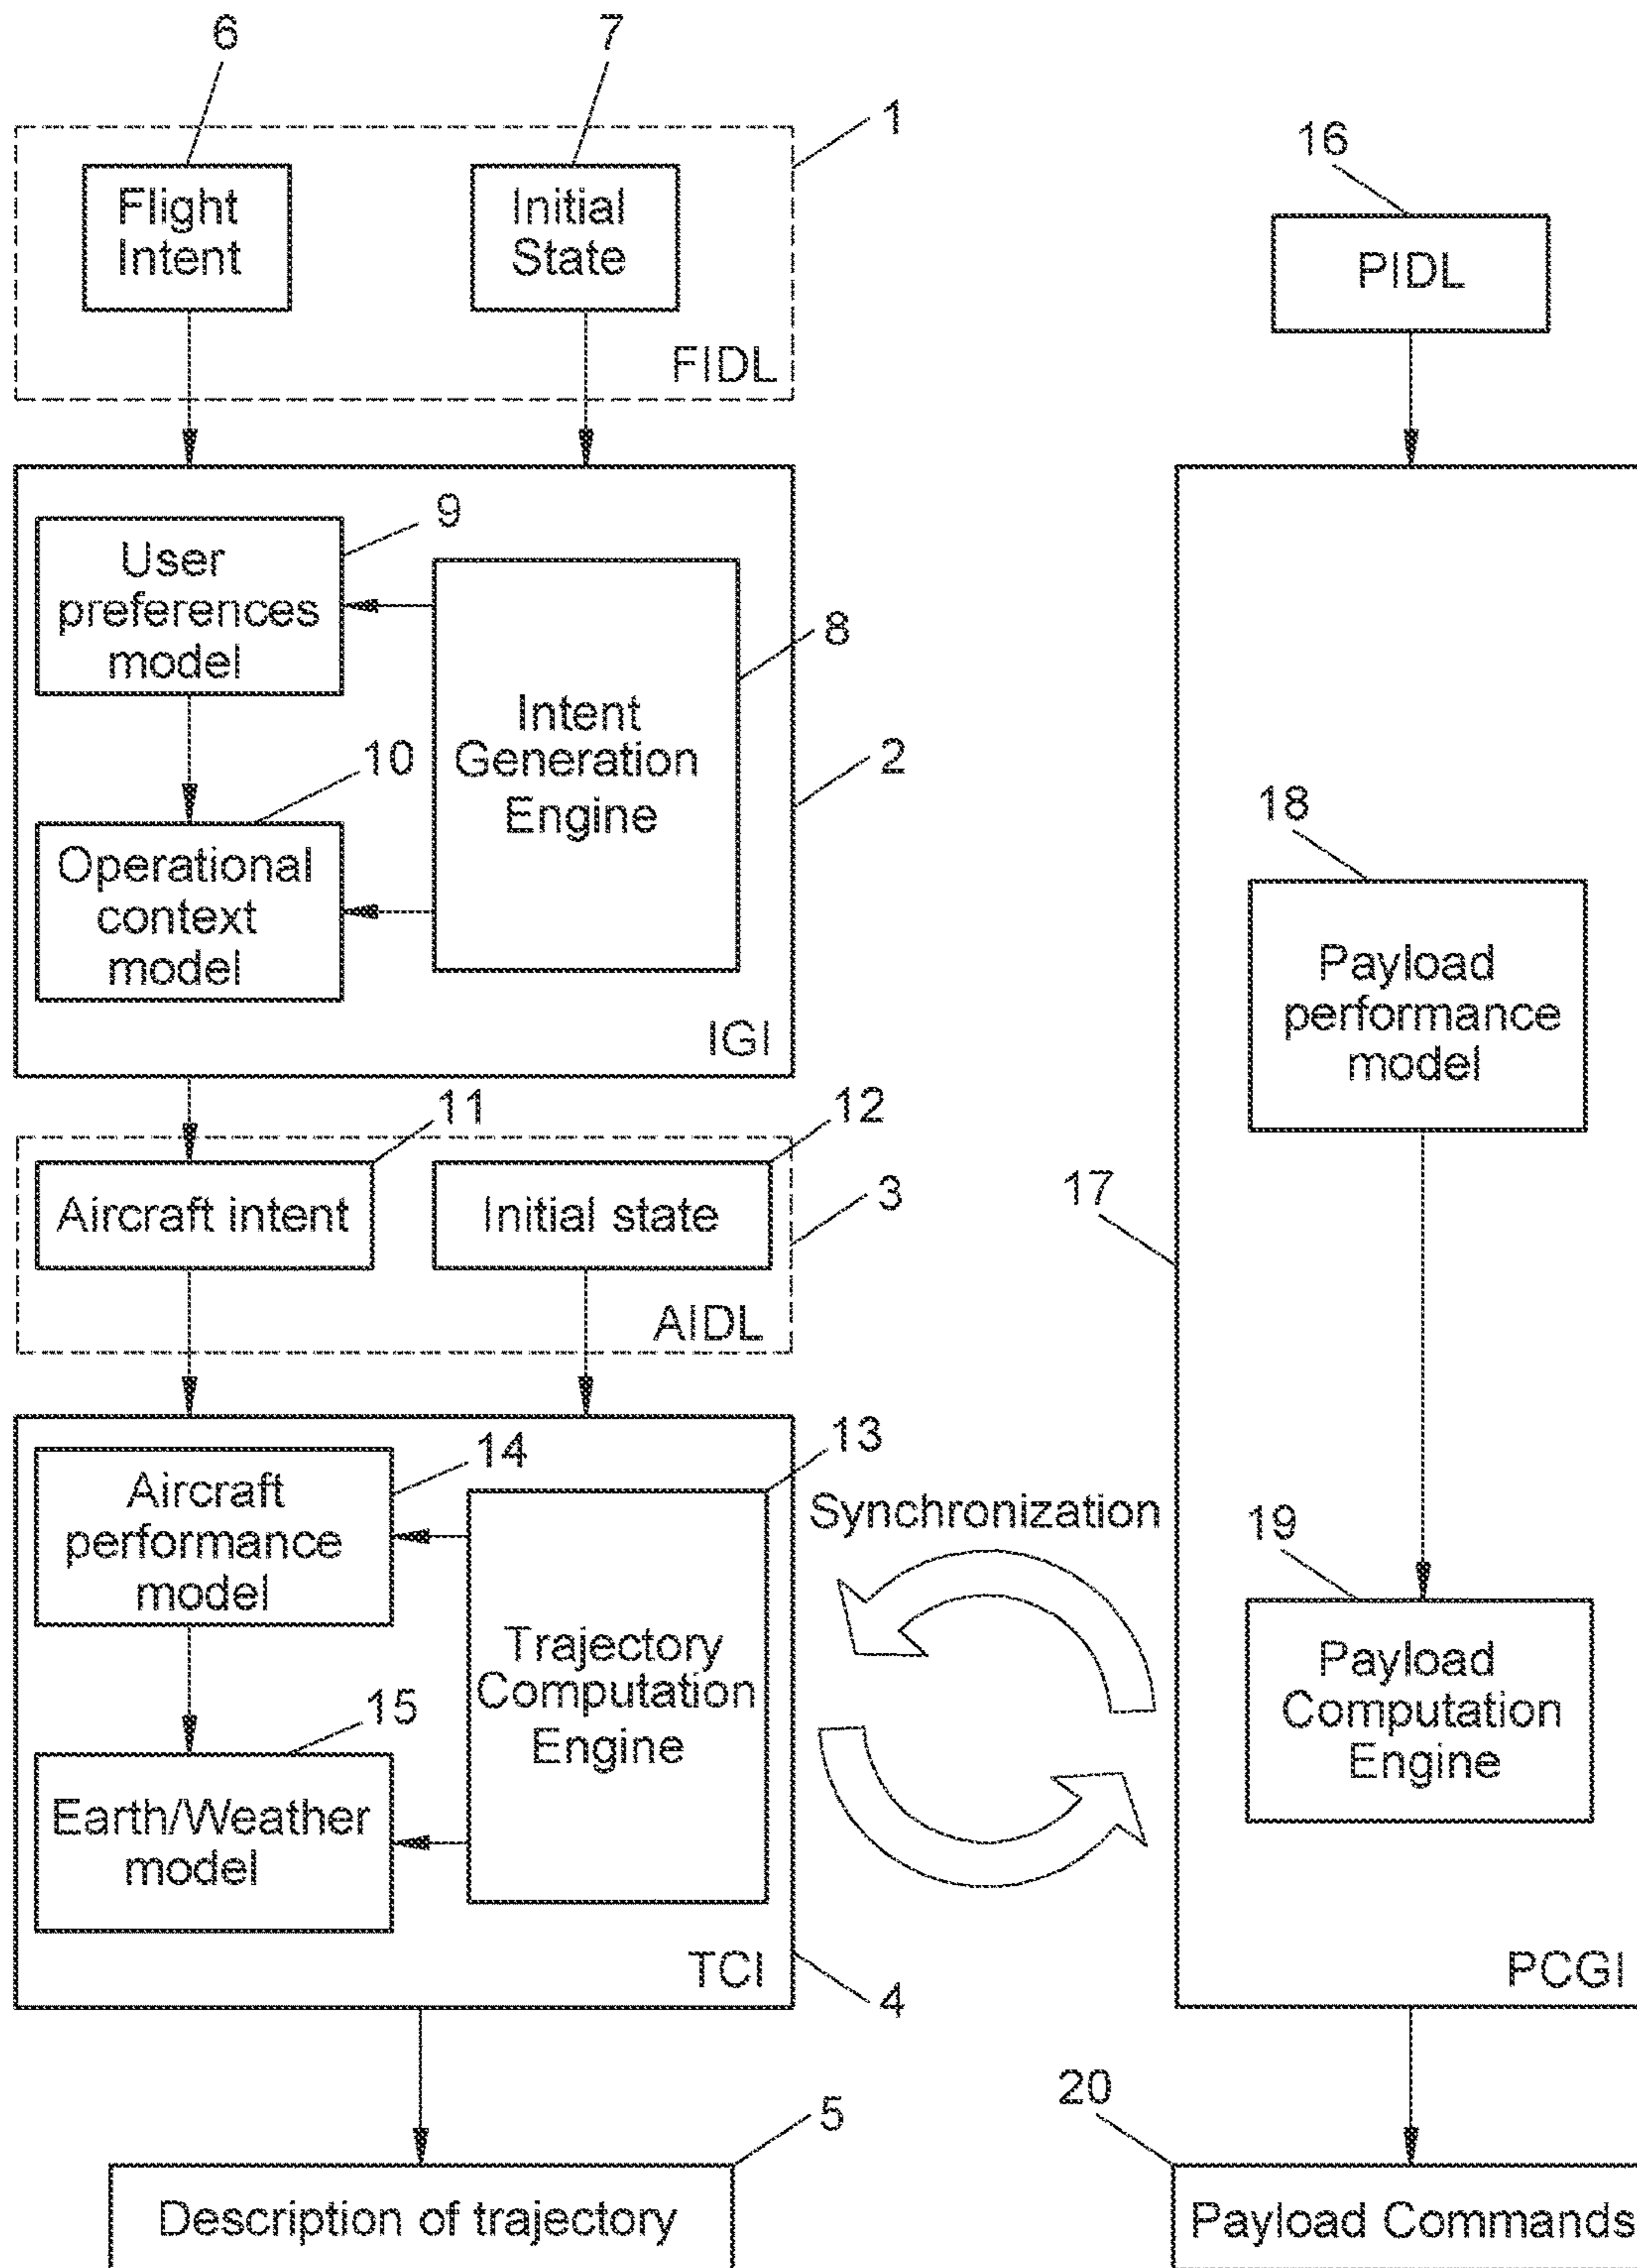 6
7
1
16
Flight
Intent
Initial
State
PIDL
FIDL
9
User
preferences
model
8
Intent
Generation
Engine
10
2
Operational
context
model
18
Payload
performance
model
IGI
11
12
Aircraft intent
Initial state
3
17
AIDL
14
13
Aircraft
performance
model
Synchronization
19
Trajectory
Computation
Engine
Payload
Computation
Engine
15
Earth/Weather
model
TCI
PCGI
4
5
20
Description of trajectory
Payload Commands